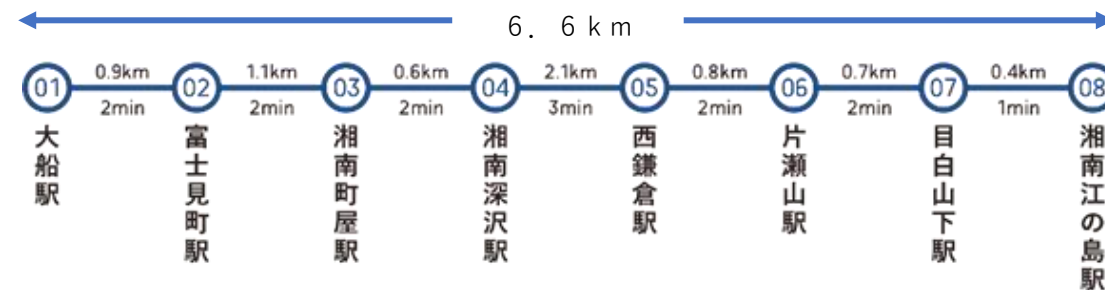 6．6ｋｍ
0.9km
1.1km
0.6km
2.1km
0.8km
0.7km
0.4km
01
02
03
04
05
06
07
08
2min
2min
2min
3min
2min
2min
1min
大船駅
富士見町駅
湘南町屋駅
湘南深沢駅
西鎌倉駅
片瀬山駅
目白山下駅
湘南江の島駅